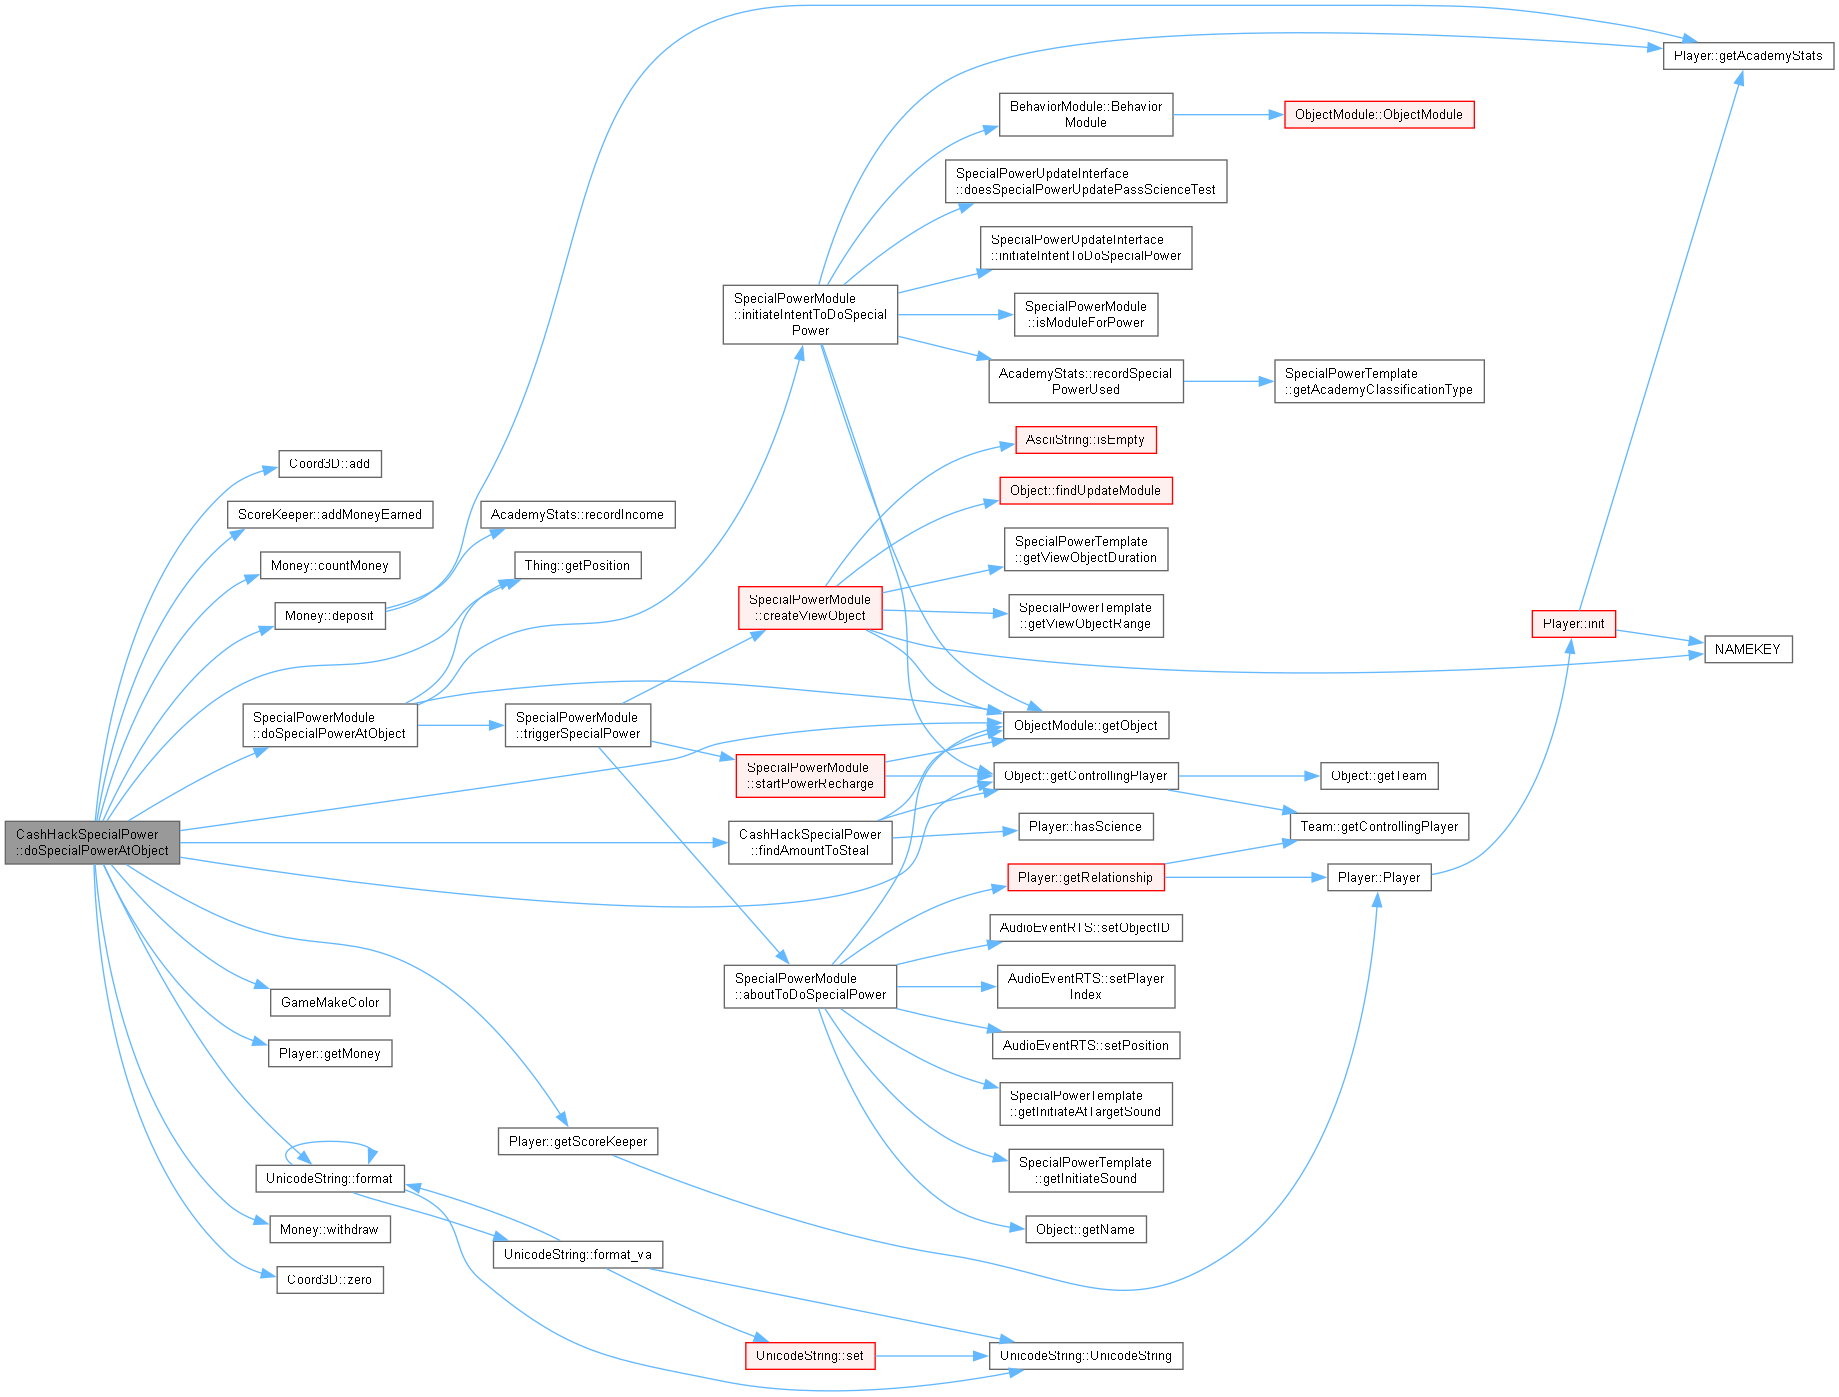 Player::getAcademyStats
BehaviorModule::Behavior
Module
ObjectModule::ObjectModule
SpecialPowerUpdateInterface
::doesSpecialPowerUpdatePassScienceTest
SpecialPowerUpdateInterface
::initiateIntentToDoSpecialPower
SpecialPowerModule
::initiateIntentToDoSpecial
Power
SpecialPowerModule
::isModuleForPower
AcademyStats::recordSpecial
PowerUsed
SpecialPowerTemplate
::getAcademyClassificationType
AsciiString::isEmpty
Coord3D::add
Object::findUpdateModule
ScoreKeeper::addMoneyEarned
AcademyStats::recordIncome
SpecialPowerTemplate
::getViewObjectDuration
Money::countMoney
Thing::getPosition
SpecialPowerModule
::createViewObject
SpecialPowerTemplate
::getViewObjectRange
Money::deposit
Player::init
NAMEKEY
SpecialPowerModule
::doSpecialPowerAtObject
SpecialPowerModule
::triggerSpecialPower
ObjectModule::getObject
SpecialPowerModule
::startPowerRecharge
Object::getControllingPlayer
Object::getTeam
CashHackSpecialPower
::doSpecialPowerAtObject
CashHackSpecialPower
::findAmountToSteal
Player::hasScience
Team::getControllingPlayer
Player::getRelationship
Player::Player
AudioEventRTS::setObjectID
SpecialPowerModule
::aboutToDoSpecialPower
AudioEventRTS::setPlayer
Index
GameMakeColor
AudioEventRTS::setPosition
Player::getMoney
SpecialPowerTemplate
::getInitiateAtTargetSound
Player::getScoreKeeper
SpecialPowerTemplate
::getInitiateSound
UnicodeString::format
Money::withdraw
Object::getName
UnicodeString::format_va
Coord3D::zero
UnicodeString::set
UnicodeString::UnicodeString